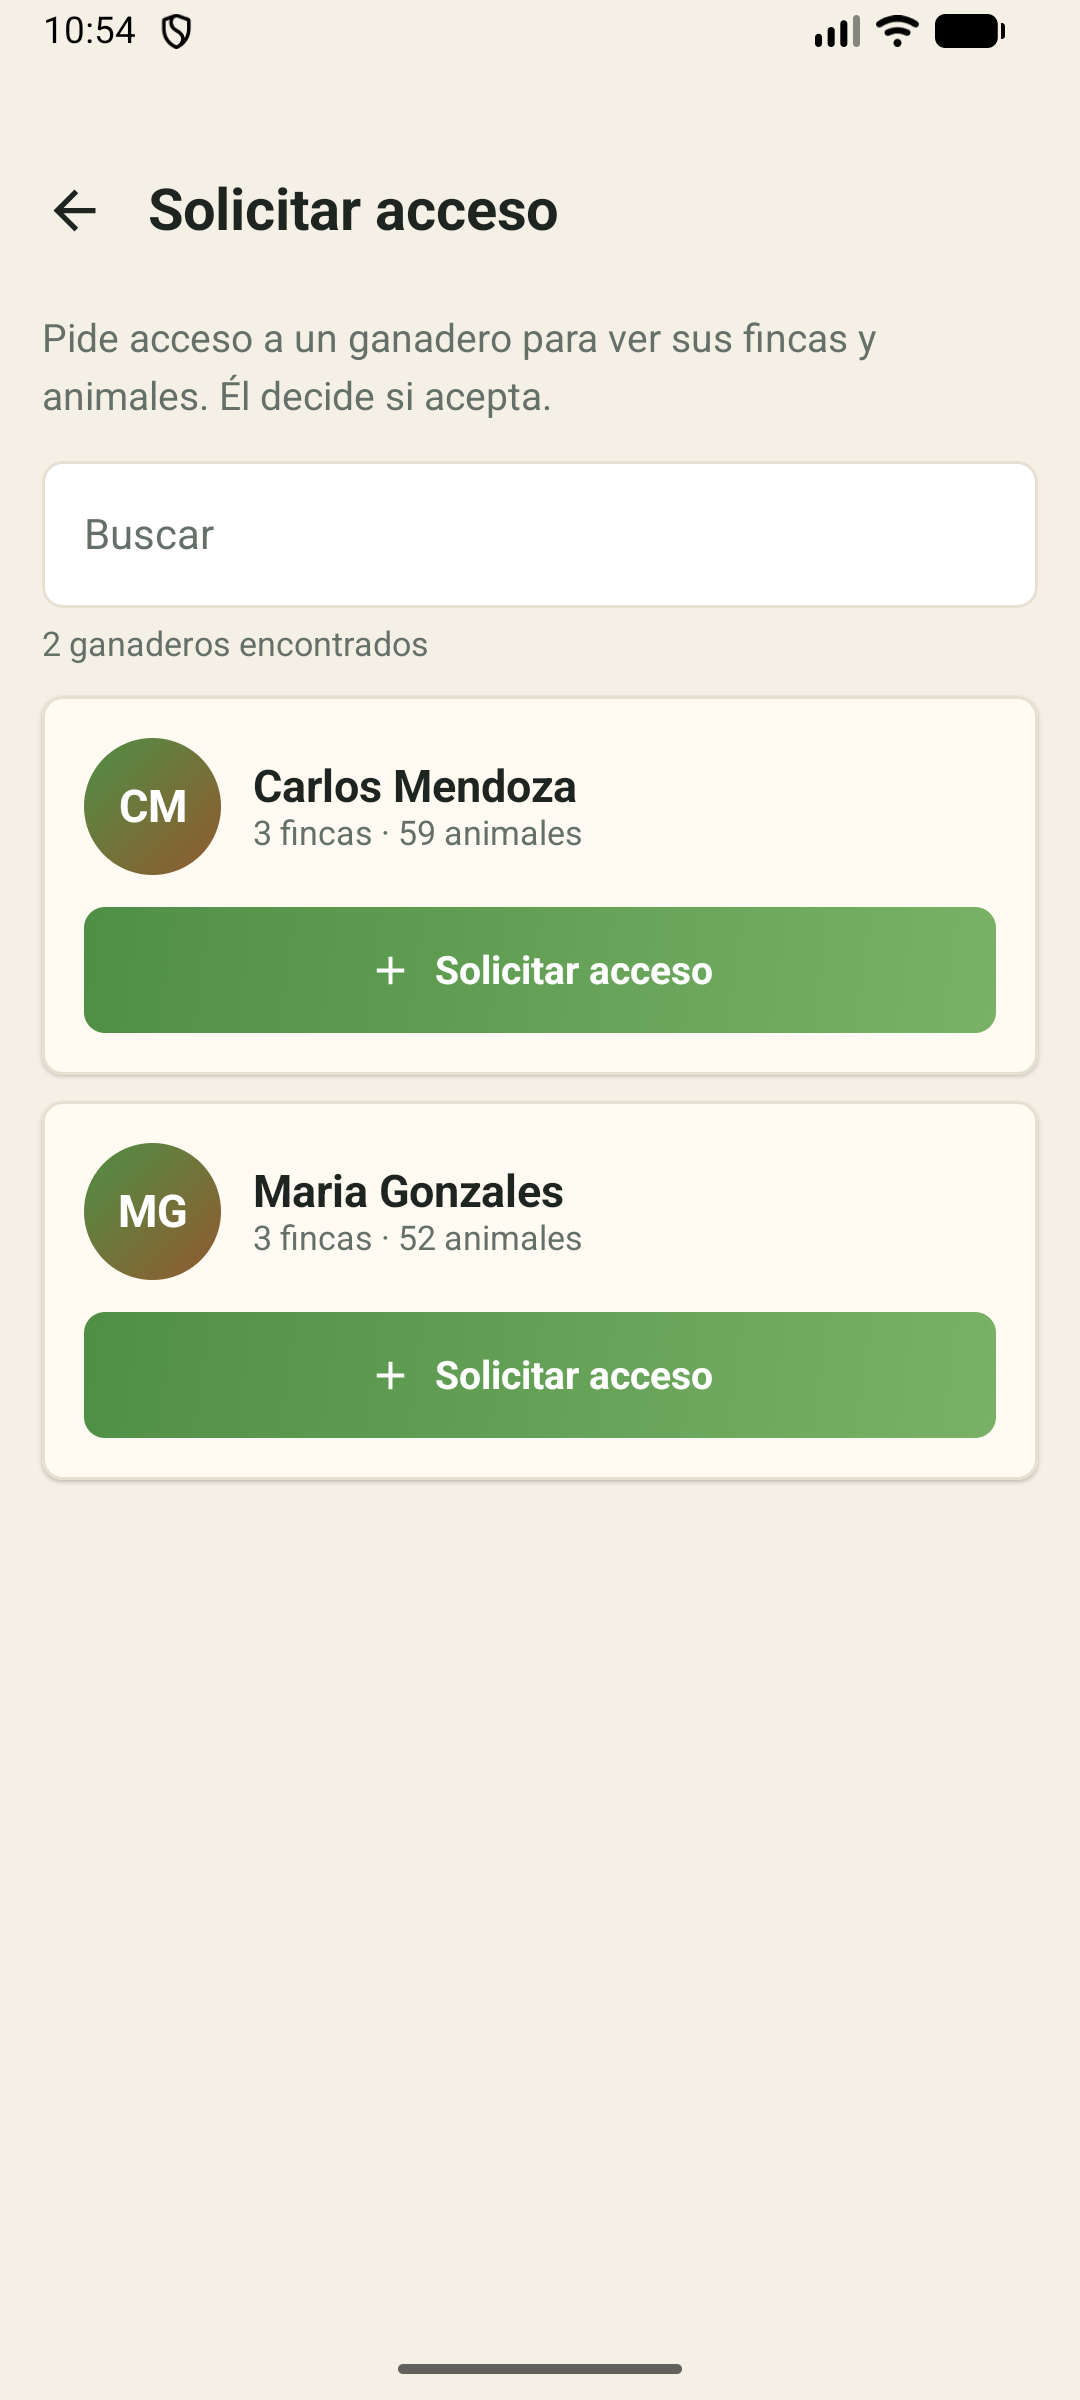 10:54
Solicitar acceso
Pide acceso a un ganadero para ver sus fincas y
animales. Él decide si acepta.
Buscar
2 ganaderos encontrados
CM
Carlos Mendoza
3 fincas · 59 animales
+ Solicitar acceso
MG
Maria Gonzales
3 fincas · 52 animales
+ Solicitar acceso